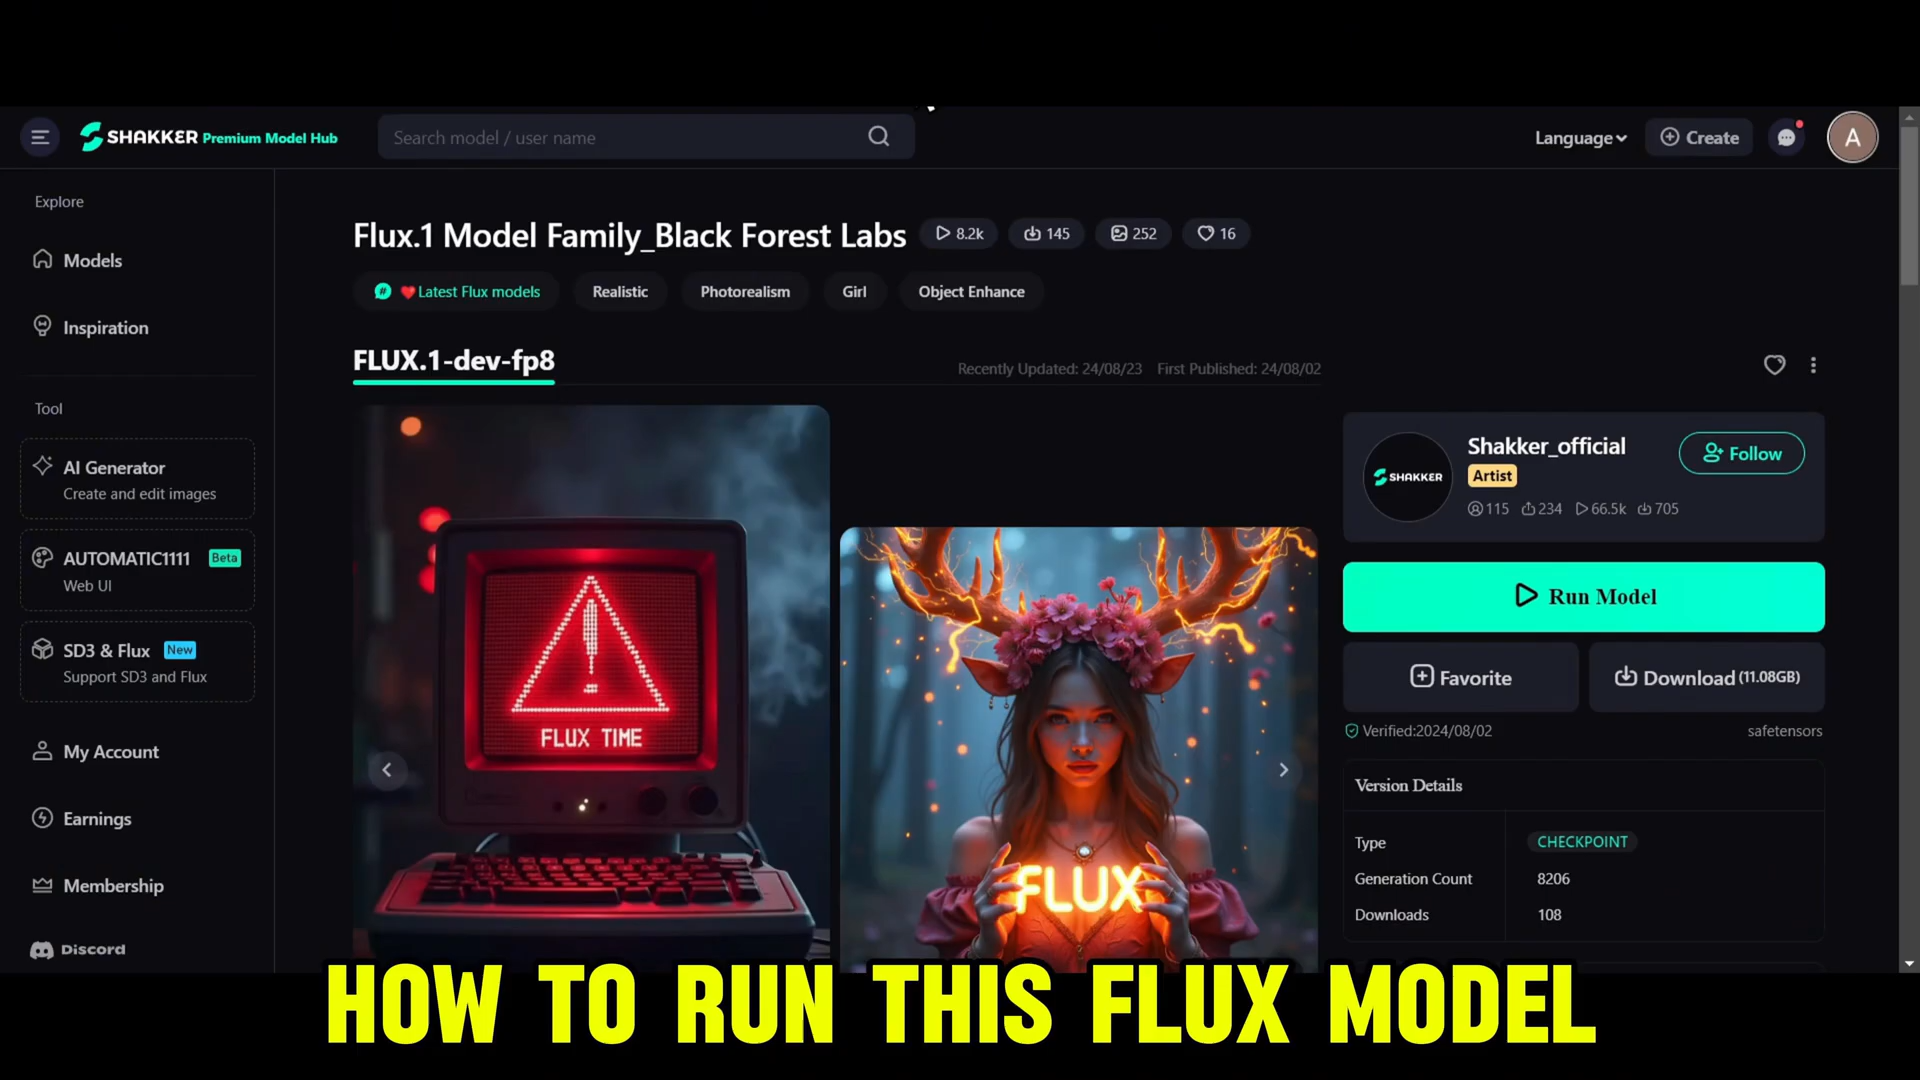 SHAKKER Premium Model Hub
Search model / user name
Language
Create
A
Explore
Models
Inspiration
Tool
AI Generator
Create and edit images
AUTOMATIC1111 Beta
Web UI
SD3 & Flux New
Support SD3 and Flux
My Account
Earnings
Membership
Discord
Flux.1 Model Family_Black Forest Labs 8.2k 145 252 16
# ❤️Latest Flux models Realistic Photorealism Girl Object Enhance
FLUX.1-dev-fp8
Recently Updated: 24/08/23 First Published: 24/08/02
FLUX TIME
FLUX
SHAKKER
Shakker_official
Artist
Follow
115 234 66.5k 705
Run Model
Favorite
Download (11.08GB)
Verified:2024/08/02 safetensors
Version Details
Type CHECKPOINT
Generation Count 8206
Downloads 108
HOW TO RUN THIS FLUX MODEL